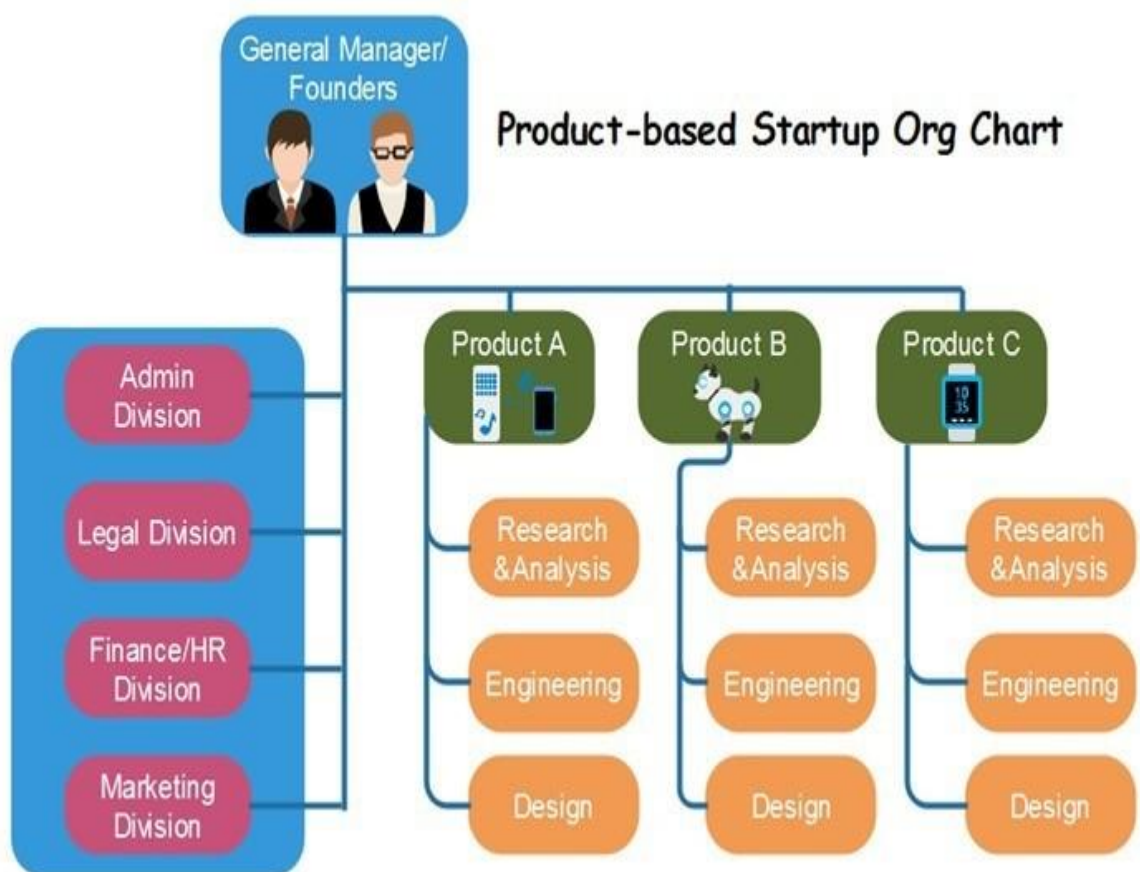 General Manager/
Founders
Product-based Startup Org Chart
Admin
Division
Legal Division
Finance/HR
Division
Marketing
Division
Product A
Research
&Analysis
Engineering
Design
Product B
Research
&Analysis
Engineering
Design
Product C
10
35
Research
&Analysis
Engineering
Design